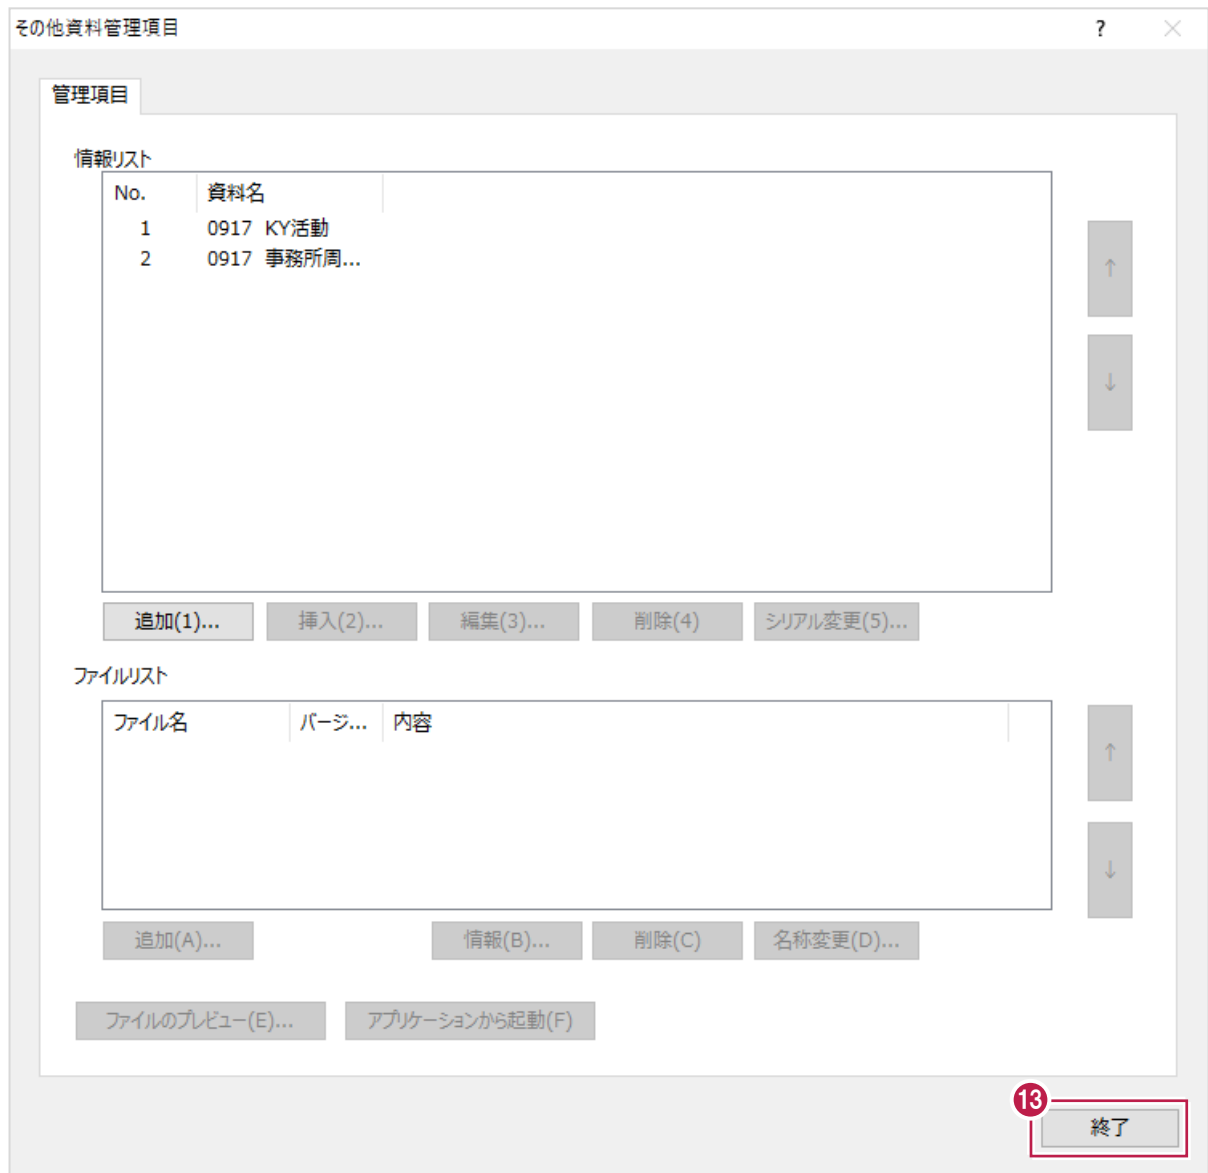 その他資料管理項目 ?
管理項目
情報リスト
No. 資料名
1 0917 KY活動
2 0917 事務所周...
↑
↓
追加(1)... 挿入(2)... 編集(3)... 削除(4) シリアル変更(5)...
ファイルリスト
ファイル名 バージ... 内容
↑
↓
追加(A)... 情報(B)... 削除(C) 名称変更(D)...
ファイルのプレビュー(E)... アプリケーションから起動(F)
13
終了